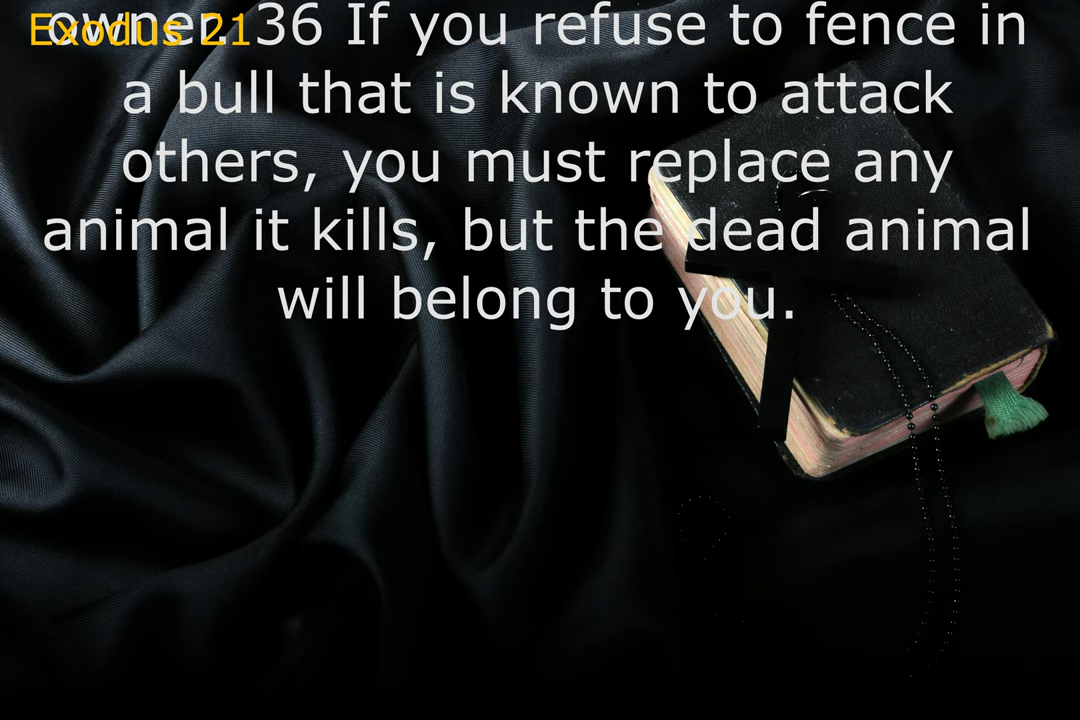 Exodus 21
owner. 36 If you refuse to fence in
a bull that is known to attack
others, you must replace any
animal it kills, but the dead animal
will belong to you.